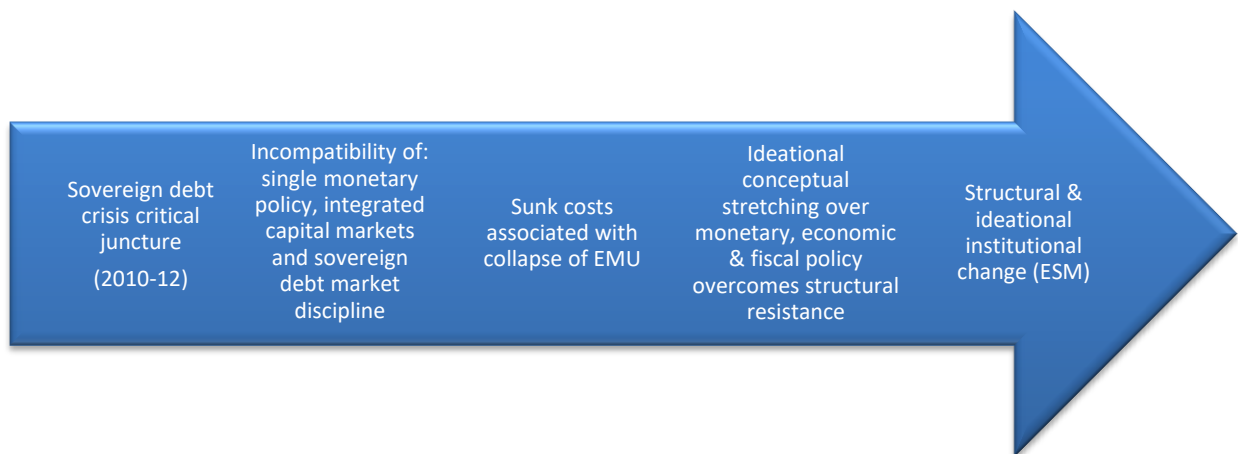 Sovereign debt
crisis critical
juncture
(2010-12)
Incompatibility of:
single monetary
policy, integrated
capital markets
and sovereign
debt market
discipline
Sunk costs
associated with
collapse of EMU
Ideational
conceptual
stretching over
monetary, economic
& fiscal policy
overcomes structural
resistance
Structural &
ideational
institutional
change (ESM)